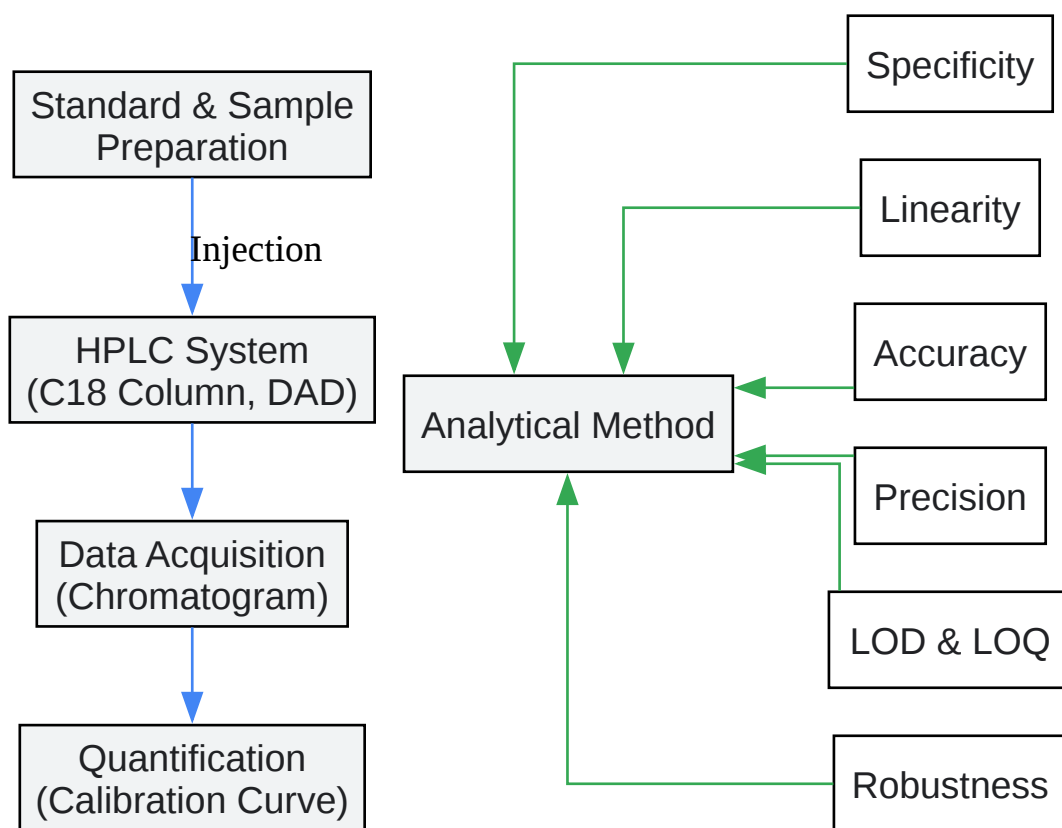 Standard & Sample
Preparation
Injection
HPLC System
(C18 Column, DAD)
Data Acquisition
(Chromatogram)
Quantification
(Calibration Curve)
Analytical Method
Specificity
Linearity
Accuracy
Precision
LOD & LOQ
Robustness